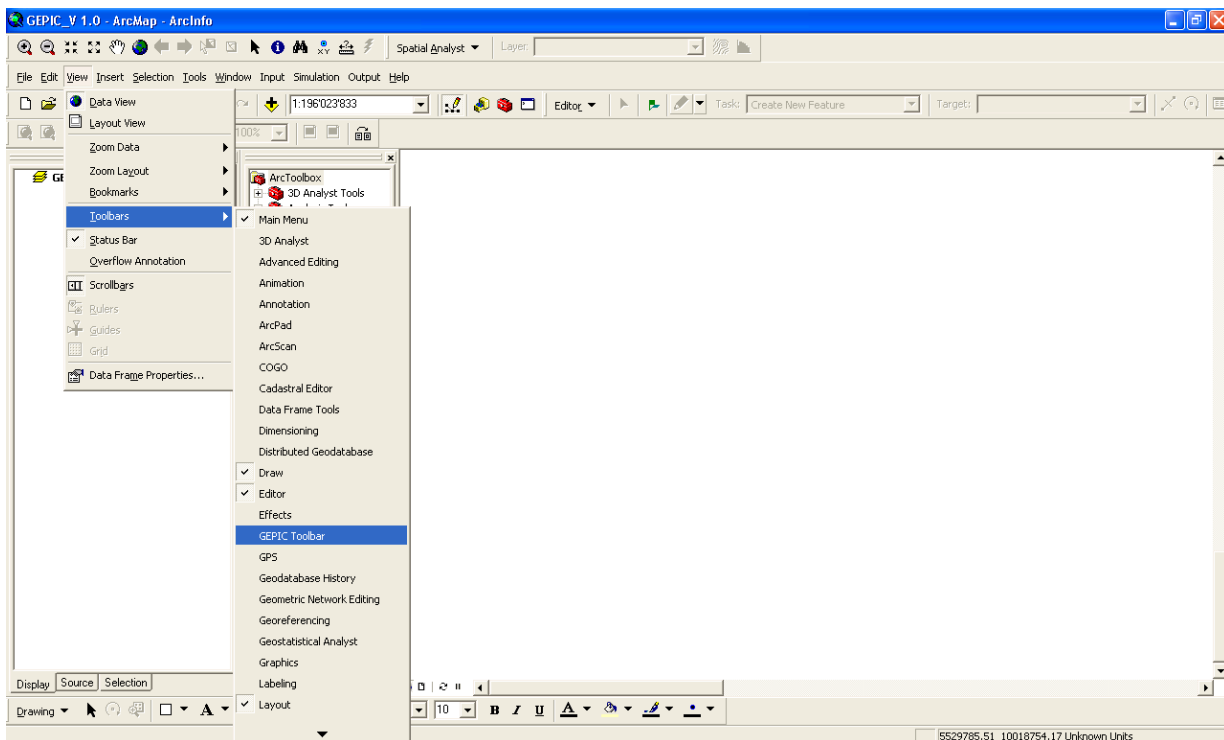 GEPIC_V 1.0 - ArcMap - ArcInfo
Spatial Analyst Layer:
File Edit View Insert Selection Tools Window Input Simulation Output Help
1:196'023'833 Editor Task: Create New Feature Target:
100%
Data View
Layout View
Zoom Data
Zoom Layout
Bookmarks
Toolbars
Status Bar
Overflow Annotation
Scrollbars
Rulers
Guides
Grid
Data Frame Properties...
ArcToolbox
3D Analyst Tools
Main Menu
3D Analyst
Advanced Editing
Animation
Annotation
ArcPad
ArcScan
COGO
Cadastral Editor
Data Frame Tools
Dimensioning
Distributed Geodatabase
Draw
Editor
Effects
GEPIC Toolbar
GPS
Geodatabase History
Geometric Network Editing
Georeferencing
Geostatistical Analyst
Graphics
Labeling
Layout
Display Source Selection
Drawing A 10 B I U A
5529785.51 10018754.17 Unknown Units